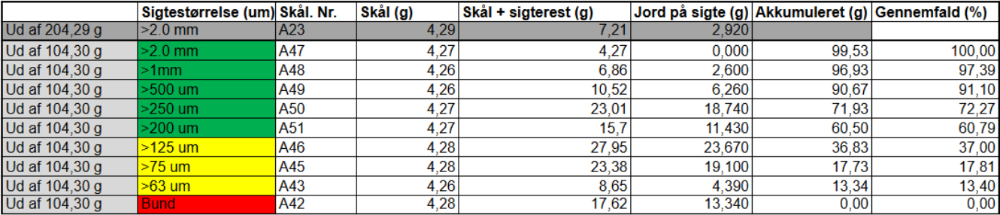 Sigtestørrelse (um) Skål. Nr. Skål (g) Skål + sigterest (g) Jord på sigte (g) Akkumuleret (g) Gennemfald (%)
Ud af 204,29 g >2.0 mm A23 4,29 7,21 2,920
Ud af 104,30 g >2.0 mm A47 4,27 4,27 0,000 99,53 100,00
Ud af 104,30 g >1mm A48 4,26 6,86 2,600 96,93 97,39
Ud af 104,30 g >500 um A49 4,26 10,52 6,260 90,67 91,10
Ud af 104,30 g >250 um A50 4,27 23,01 18,740 71,93 72,27
Ud af 104,30 g >200 um A51 4,27 15,7 11,430 60,50 60,79
Ud af 104,30 g >125 um A46 4,28 27,95 23,670 36,83 37,00
Ud af 104,30 g >75 um A45 4,28 23,38 19,100 17,73 17,81
Ud af 104,30 g >63 um A43 4,26 8,65 4,390 13,34 13,40
Ud af 104,30 g Bund A42 4,28 17,62 13,340 0,00 0,00